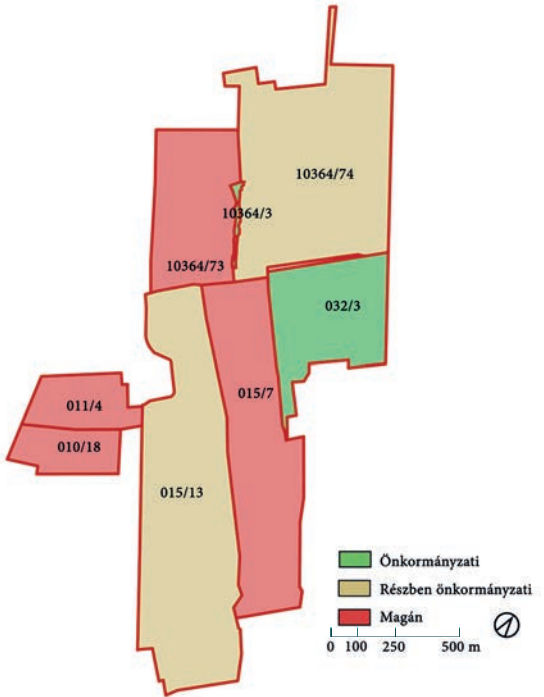 10364/74
10364/3
10364/73
032/3
015/7
011/4
010/18
015/13
Önkormányzati
Részben önkormányzati
Magán
0 100 250 500 m